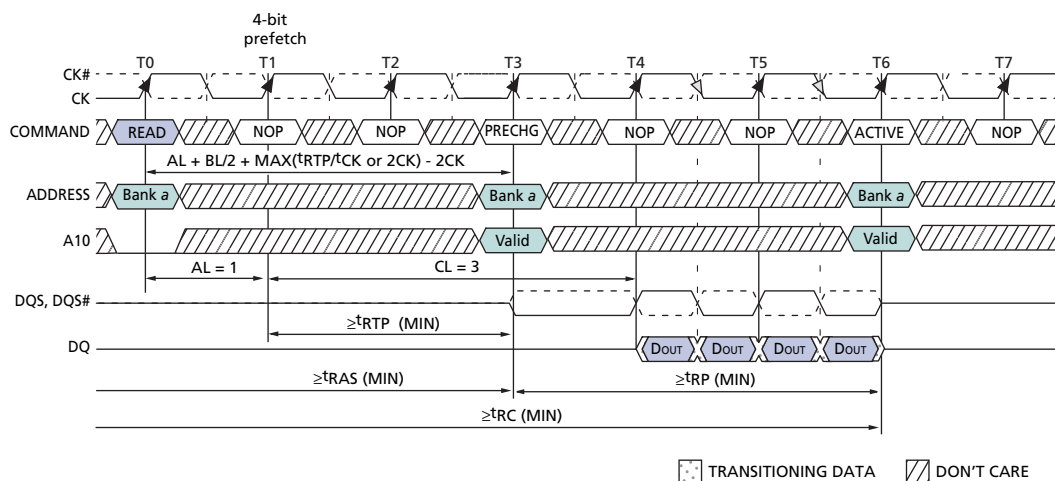 4-bit
prefetch
T0 T1 T2 T3 T4 T5 T6 T7
CK#
CK
COMMAND READ NOP NOP PRECHG NOP NOP ACTIVE NOP
AL + BL/2 + MAX(tRTP/tCK or 2CK) - 2CK
ADDRESS Bank a Bank a Bank a
A10 Valid Valid
AL = 1 CL = 3
DQS, DQS#
≥tRTP (MIN)
DQ DOUT DOUT DOUT DOUT
≥tRAS (MIN) ≥tRP (MIN)
≥tRC (MIN)
TRANSITIONING DATA DON'T CARE